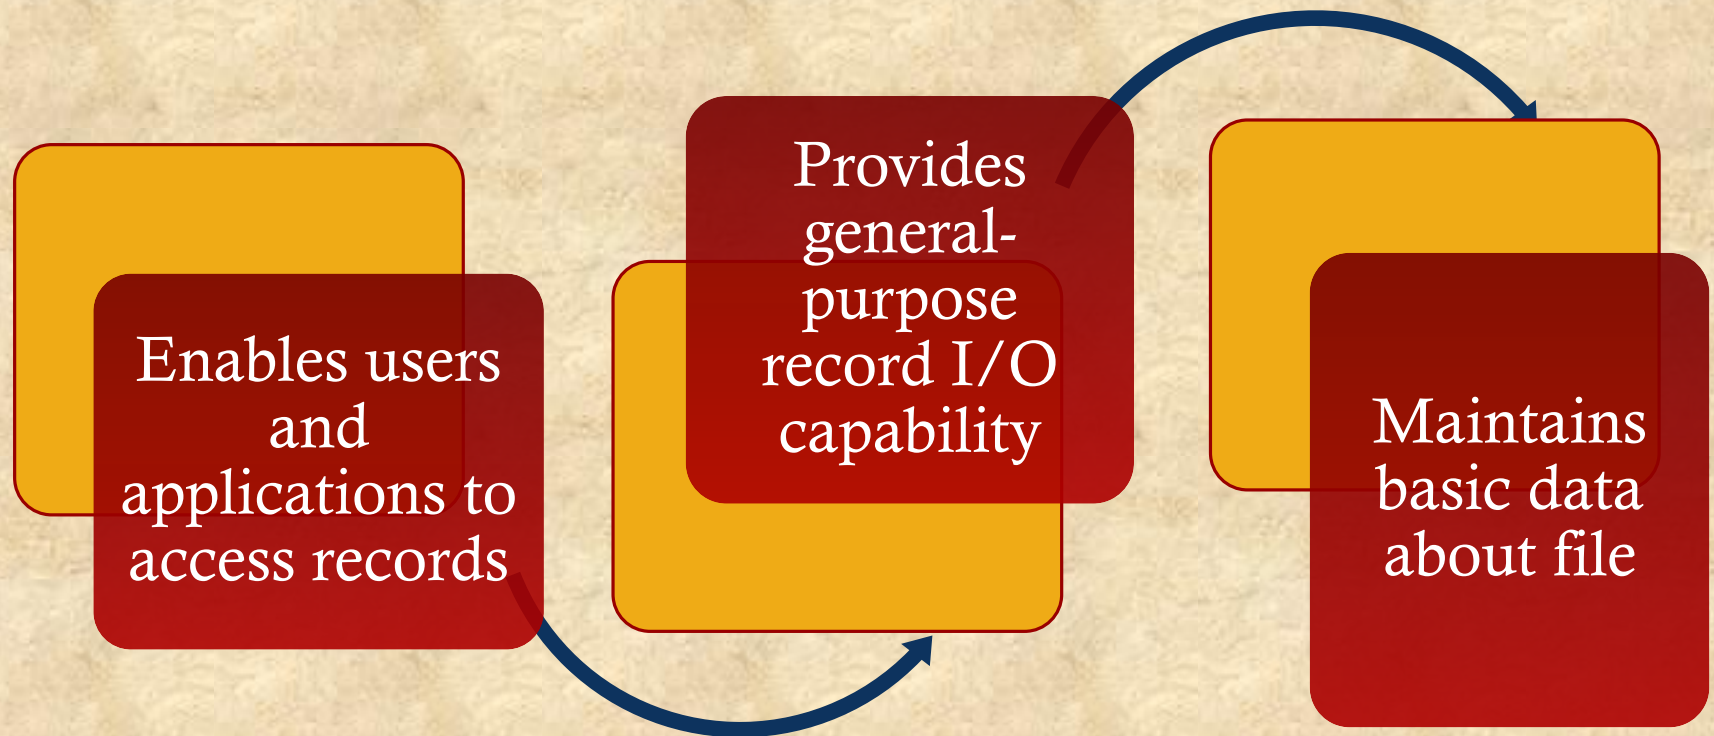 Enables users
and
applications to
access records
Provides
general-
purpose
record I/O
capability
Maintains
basic data
about file